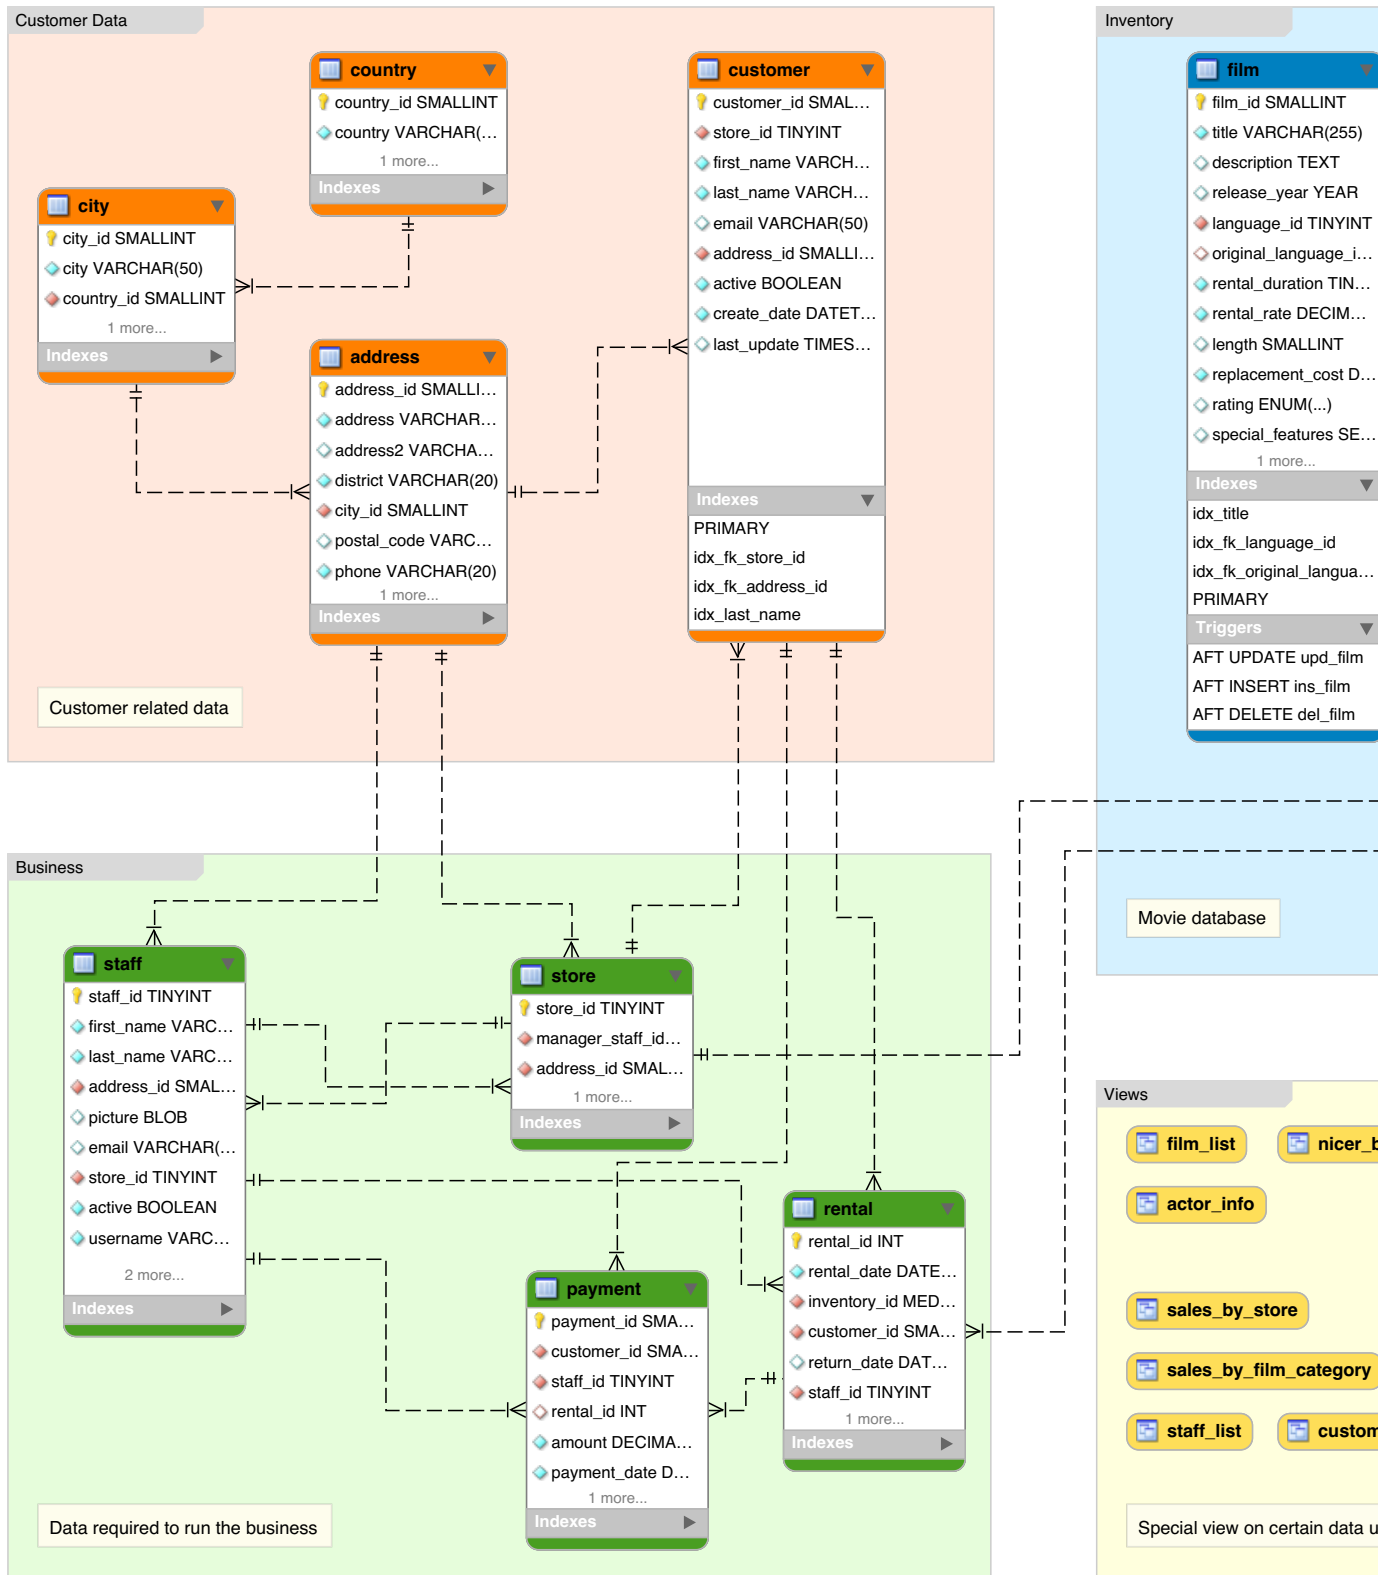 Customer Data
country
country_id SMALLINT
country VARCHAR(...
1 more...
Indexes
customer
customer_id SMAL...
store_id TINYINT
first_name VARCH...
last_name VARCH...
email VARCHAR(50)
address_id SMALLI...
active BOOLEAN
create_date DATET...
last_update TIMES...
Indexes
PRIMARY
idx_fk_store_id
idx_fk_address_id
idx_last_name
city
city_id SMALLINT
city VARCHAR(50)
country_id SMALLINT
1 more...
Indexes
address
address_id SMALLI...
address VARCHAR...
address2 VARCHA...
district VARCHAR(20)
city_id SMALLINT
postal_code VARC...
phone VARCHAR(20)
1 more...
Indexes
Customer related data
Inventory
film
film_id SMALLINT
title VARCHAR(255)
description TEXT
release_year YEAR
language_id TINYINT
original_language_i...
rental_duration TIN...
rental_rate DECIM...
length SMALLINT
replacement_cost D...
rating ENUM(...)
special_features SE...
1 more...
Indexes
idx_title
idx_fk_language_id
idx_fk_original_langua...
PRIMARY
Triggers
AFT UPDATE upd_film
AFT INSERT ins_film
AFT DELETE del_film
Movie database
Business
staff
staff_id TINYINT
first_name VARC...
last_name VARC...
address_id SMAL...
picture BLOB
email VARCHAR(...
store_id TINYINT
active BOOLEAN
username VARC...
2 more...
Indexes
store
store_id TINYINT
manager_staff_id...
address_id SMAL...
1 more...
Indexes
payment
payment_id SMA...
customer_id SMA...
staff_id TINYINT
rental_id INT
amount DECIMA...
payment_date D...
1 more...
Indexes
rental
rental_id INT
rental_date DATE...
inventory_id MED...
customer_id SMA...
return_date DAT...
staff_id TINYINT
1 more...
Indexes
Data required to run the business
Views
film_list
nicer_b
actor_info
sales_by_store
sales_by_film_category
staff_list
custom
Special view on certain data u